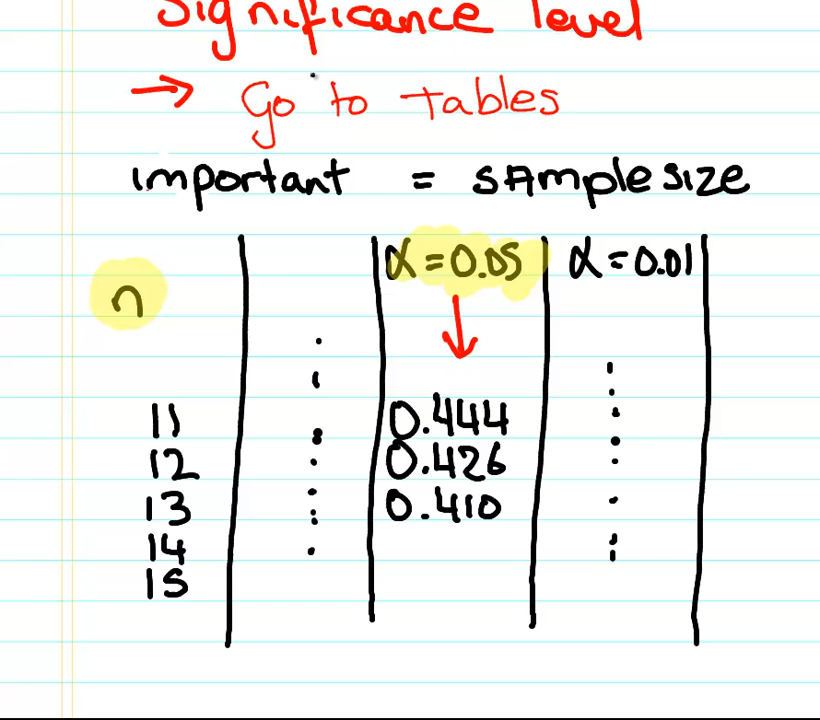 Significance level
→ Go to Tables
important = sample size
n α=0.05 α=0.01
11 0.444
12 0.426
13 0.410
14
15